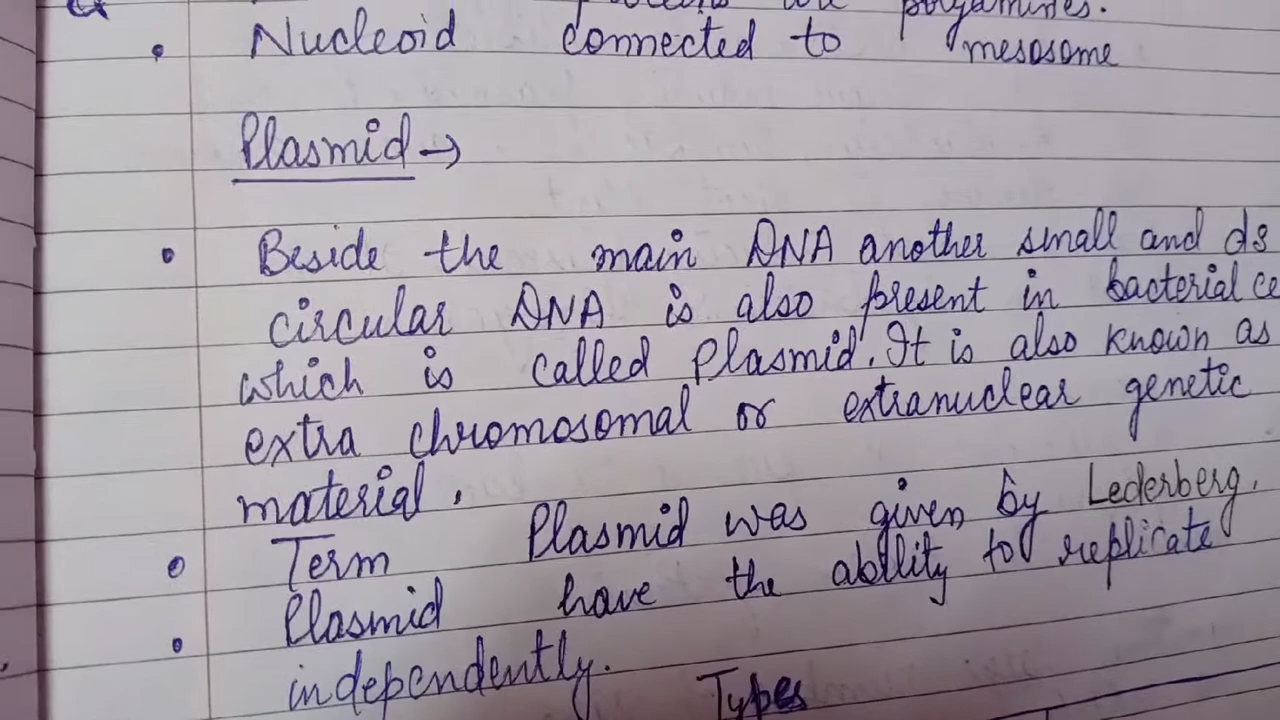 polyamines.
• Nucleoid connected to mesosome
Plasmid →
• Beside the main DNA another small and ds
circular DNA is also present in bacterial ce
which is called Plasmid. It is also known as
extra chromosomal or extranuclear genetic
material.
• Term Plasmid was given by Lederberg.
• Plasmid have the ability to replicate
independently.
Types